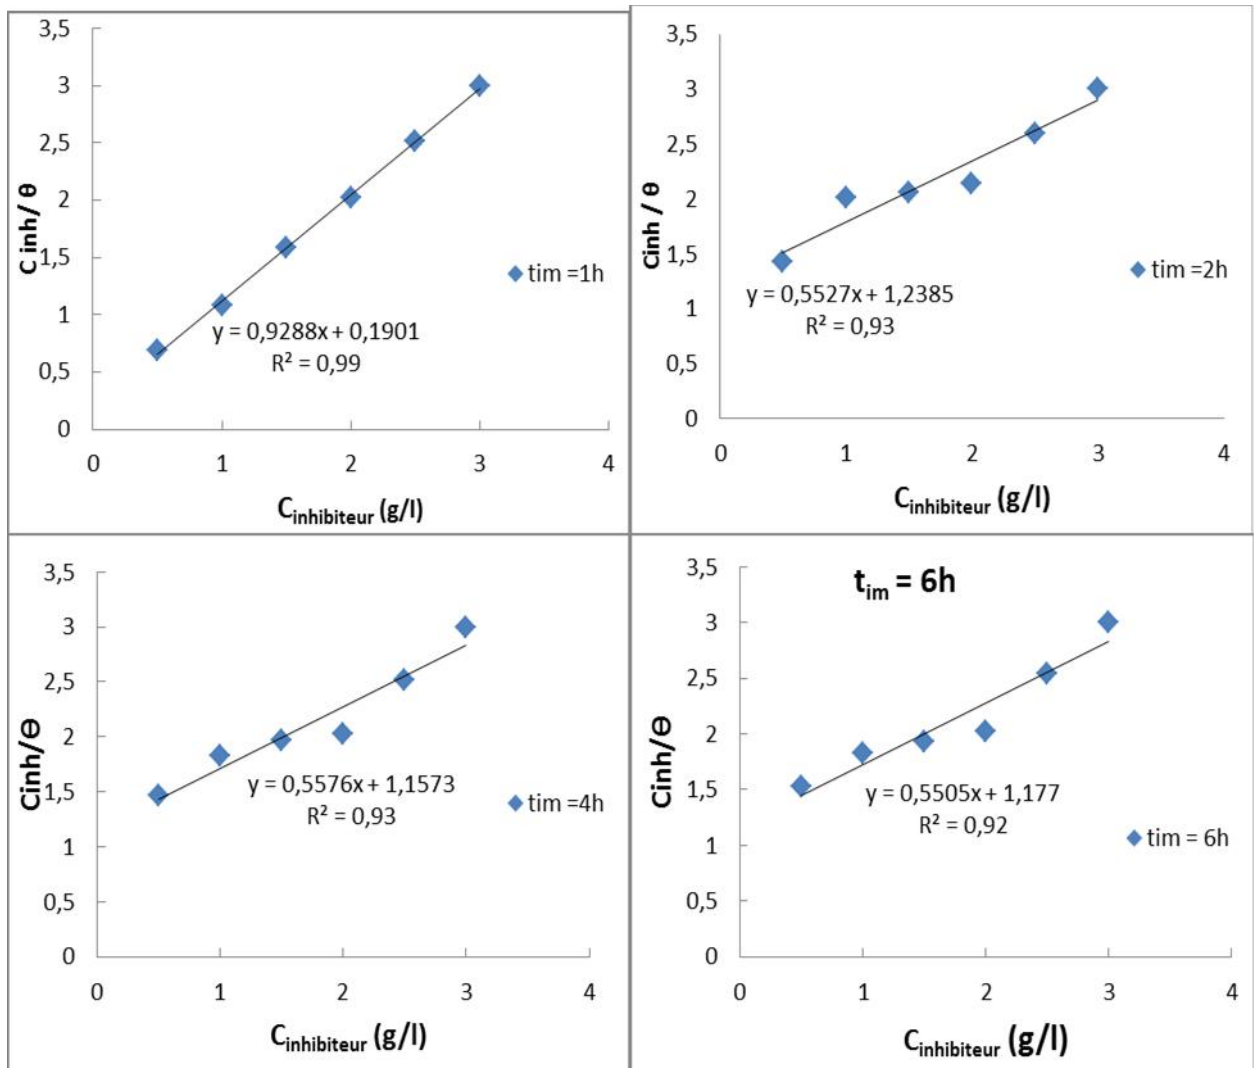 3,5
3
2,5
2
1,5
1
0,5
0
0 1 2 3 4
C inh/ θ
C inhibiteur (g/l)
tim =1h
y = 0,9288x + 0,1901
R² = 0,99
3,5
3
2,5
2
1,5
1
0,5
0
0 1 2 3 4
Cinh / θ
C inhibiteur (g/l)
tim =2h
y = 0,5527x + 1,2385
R² = 0,93
3,5
3
2,5
2
1,5
1
0,5
0
0 1 2 3 4
Cinh/Θ
C inhibiteur (g/l)
tim =4h
y = 0,5576x + 1,1573
R² = 0,93
t im = 6h
3,5
3
2,5
2
1,5
1
0,5
0
0 1 2 3 4
Cinh/Θ
C inhibiteur (g/l)
tim = 6h
y = 0,5505x + 1,177
R² = 0,92